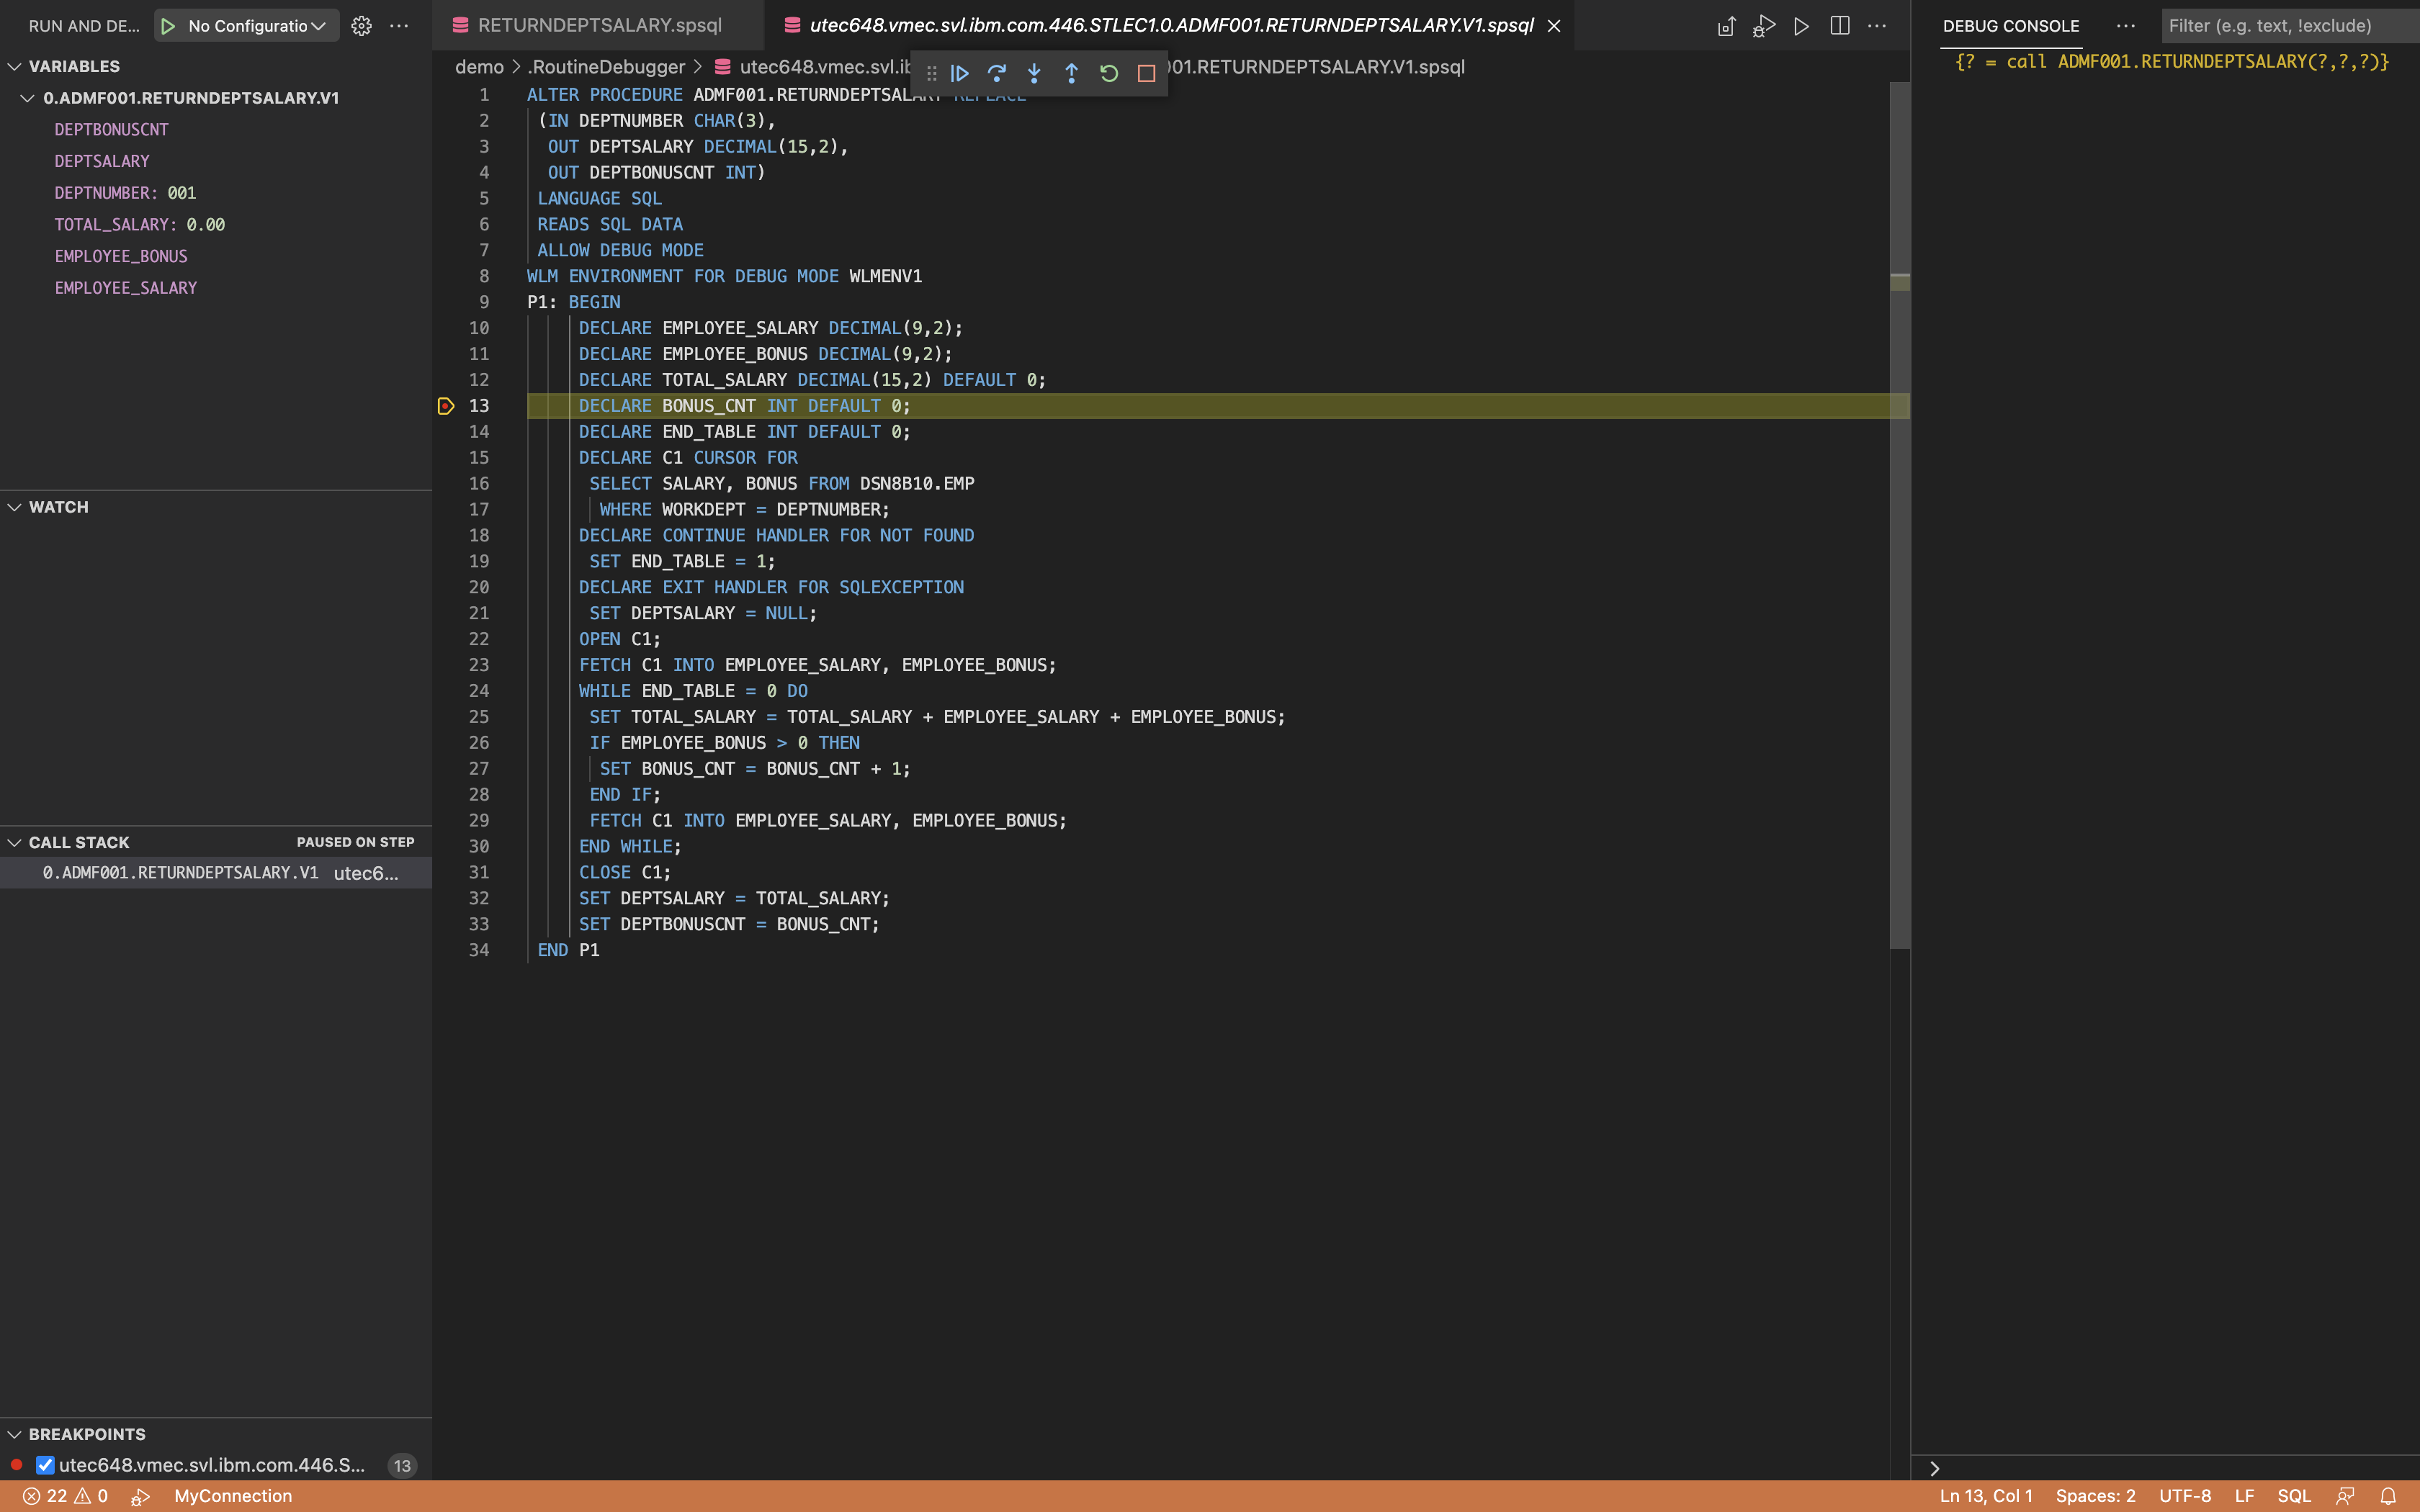 RUN AND DE... No Configuratio
VARIABLES
0.ADMF001.RETURNDEPTSALARY.V1
DEPTBONUSCNT
DEPTSALARY
DEPTNUMBER: 001
TOTAL_SALARY: 0.00
EMPLOYEE_BONUS
EMPLOYEE_SALARY
WATCH
CALL STACK PAUSED ON STEP
0.ADMF001.RETURNDEPTSALARY.V1 utec6...
BREAKPOINTS
utec648.vmec.svl.ibm.com.446.S... 13
RETURNDEPTSALARY.spsql utec648.vmec.svl.ibm.com.446.STLEC1.0.ADMF001.RETURNDEPTSALARY.V1.spsql
demo > .RoutineDebugger > utec648.vmec.svl.ib 001.RETURNDEPTSALARY.V1.spsql
1 ALTER PROCEDURE ADMF001.RETURNDEPTSALARY REPLACE
2 (IN DEPTNUMBER CHAR(3),
3 OUT DEPTSALARY DECIMAL(15,2),
4 OUT DEPTBONUSCNT INT)
5 LANGUAGE SQL
6 READS SQL DATA
7 ALLOW DEBUG MODE
8 WLM ENVIRONMENT FOR DEBUG MODE WLMENV1
9 P1: BEGIN
10 DECLARE EMPLOYEE_SALARY DECIMAL(9,2);
11 DECLARE EMPLOYEE_BONUS DECIMAL(9,2);
12 DECLARE TOTAL_SALARY DECIMAL(15,2) DEFAULT 0;
13 DECLARE BONUS_CNT INT DEFAULT 0;
14 DECLARE END_TABLE INT DEFAULT 0;
15 DECLARE C1 CURSOR FOR
16 SELECT SALARY, BONUS FROM DSN8B10.EMP
17 WHERE WORKDEPT = DEPTNUMBER;
18 DECLARE CONTINUE HANDLER FOR NOT FOUND
19 SET END_TABLE = 1;
20 DECLARE EXIT HANDLER FOR SQLEXCEPTION
21 SET DEPTSALARY = NULL;
22 OPEN C1;
23 FETCH C1 INTO EMPLOYEE_SALARY, EMPLOYEE_BONUS;
24 WHILE END_TABLE = 0 DO
25 SET TOTAL_SALARY = TOTAL_SALARY + EMPLOYEE_SALARY + EMPLOYEE_BONUS;
26 IF EMPLOYEE_BONUS > 0 THEN
27 SET BONUS_CNT = BONUS_CNT + 1;
28 END IF;
29 FETCH C1 INTO EMPLOYEE_SALARY, EMPLOYEE_BONUS;
30 END WHILE;
31 CLOSE C1;
32 SET DEPTSALARY = TOTAL_SALARY;
33 SET DEPTBONUSCNT = BONUS_CNT;
34 END P1
DEBUG CONSOLE ... Filter (e.g. text, !exclude)
{? = call ADMF001.RETURNDEPTSALARY(?,?,?)}
22 0 MyConnection Ln 13, Col 1 Spaces: 2 UTF-8 LF SQL